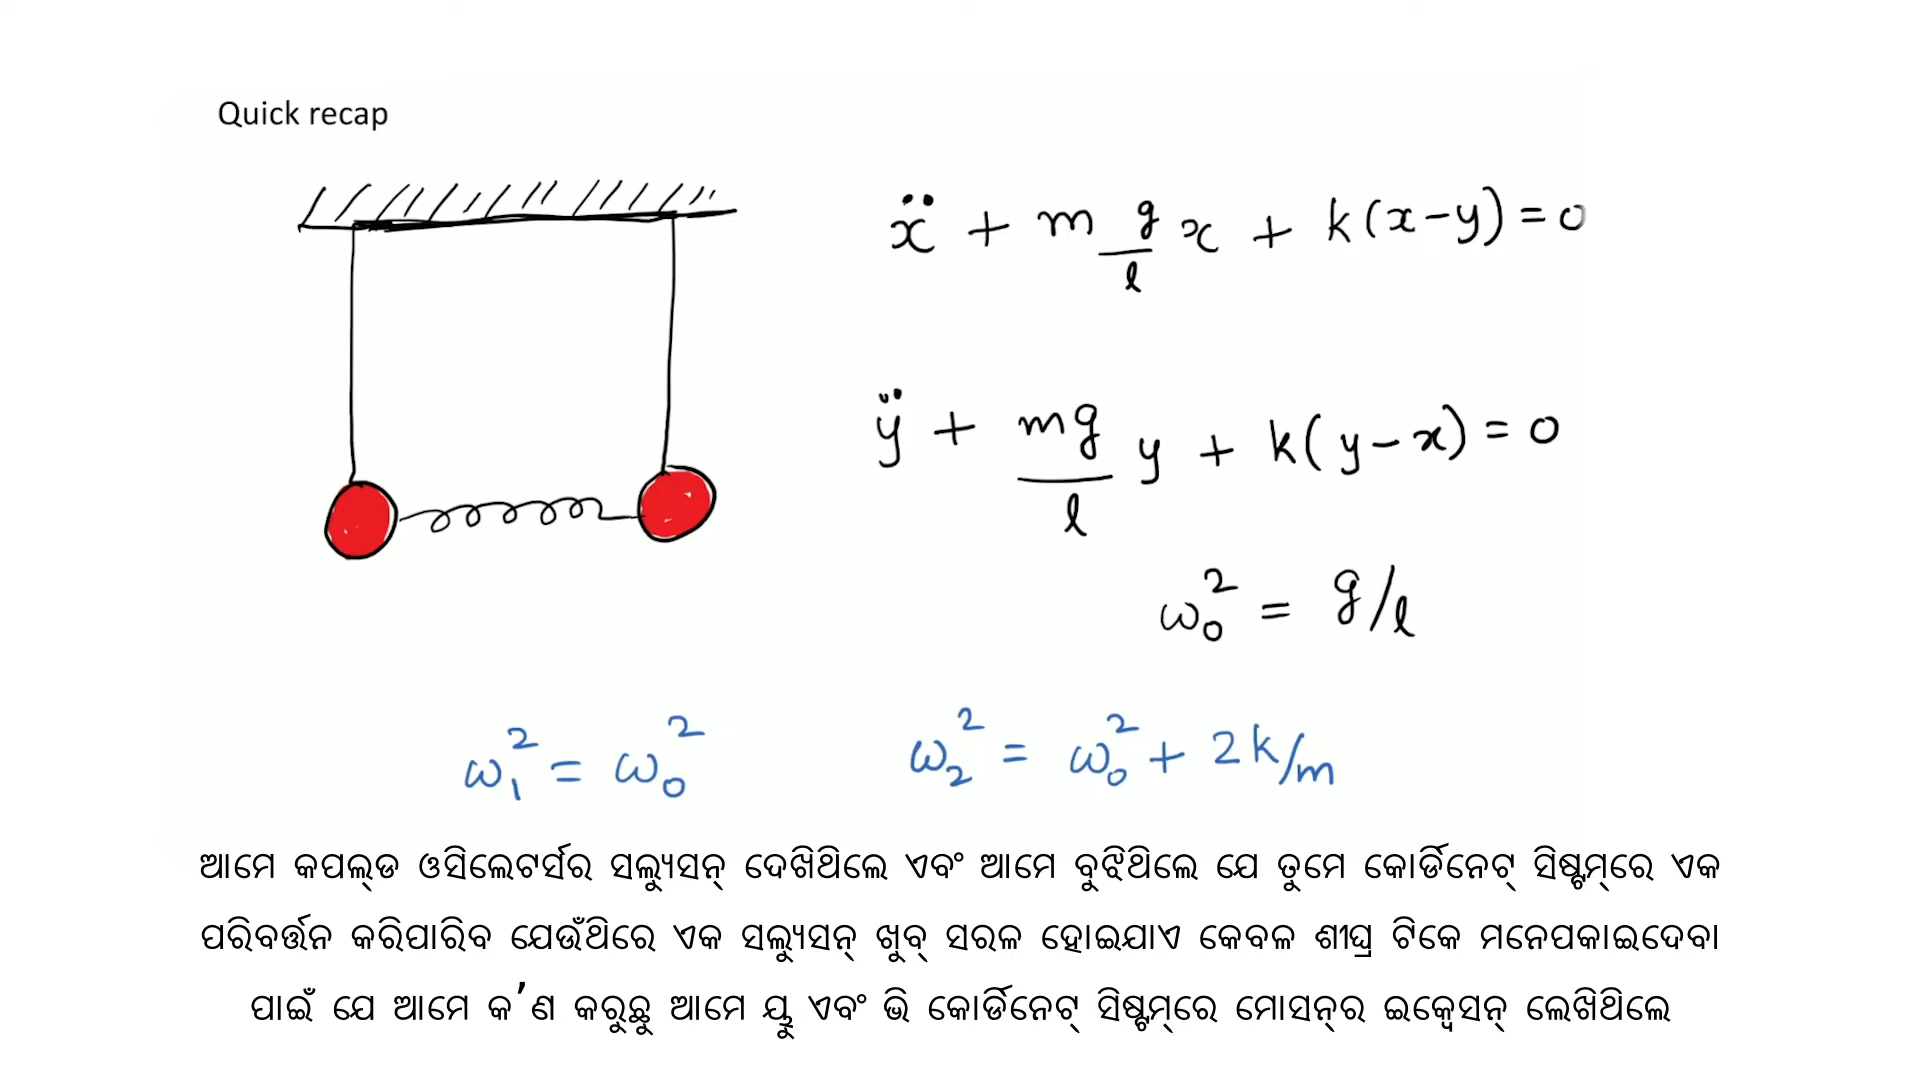 Quick recap
ẍ + m g/l x + k(x-y) = 0
ÿ + mg/l y + k(y-x) = 0
ω₀² = g/l
ω₁² = ω₀² ω₂² = ω₀² + 2k/m
ଆମେ କପଲ୍ଡ ଓସିଲେଟର୍ସର ସଲ୍ୟୁସନ୍ ଦେଖିଥିଲେ ଏବଂ ଆମେ ବୁଝିଥିଲେ ଯେ ତୁମେ କୋର୍ଡିନେଟ୍ ସିଷ୍ଟମ୍‌ରେ ଏକ
ପରିବର୍ତ୍ତନ କରିପାରିବ ଯେଉଁଥିରେ ଏକ ସଲ୍ୟୁସନ୍ ଖୁବ୍ ସରଳ ହୋଇଯାଏ କେବଳ ଶୀଘ୍ର ଟିକେ ମନେପକାଇଦେବା
ପାଇଁ ଯେ ଆମେ କ'ଣ କରୁଛୁ ଆମେ ୟୁ ଏବଂ ଭି କୋର୍ଡିନେଟ୍ ସିଷ୍ଟମ୍‌ରେ ମୋସନ୍‌ର ଇକ୍ୱେସନ୍ ଲେଖିଥିଲେ